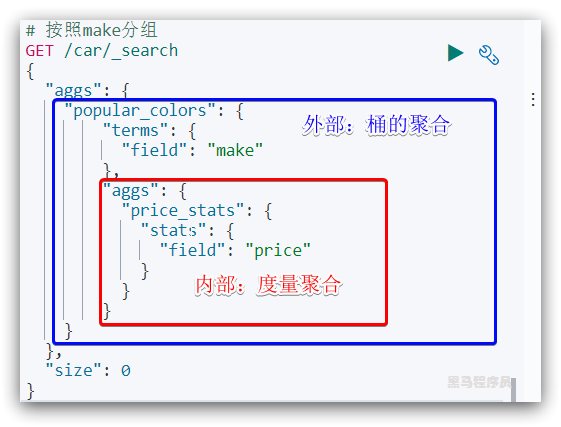 # 按照make分组
GET /car/_search
{
  "aggs": {
    "popular_colors": {
外部：桶的聚合
      "terms": {
        "field": "make"
      },
      "aggs": {
        "price_stats": {
          "stats": {
            "field": "price"
          }
内部：度量聚合
        }
      }
    }
  },
  "size": 0
}
黑马程序员